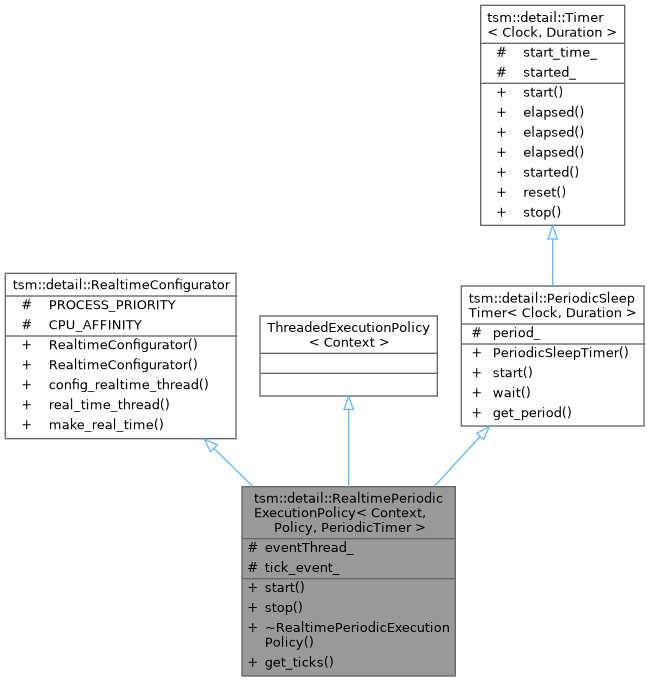 tsm::detail::Timer
< Clock, Duration >
# start_time_
# started_
+ start()
+ elapsed()
+ elapsed()
+ elapsed()
+ started()
+ reset()
+ stop()
tsm::detail::RealtimeConfigurator
# PROCESS_PRIORITY
# CPU_AFFINITY
+ RealtimeConfigurator()
+ RealtimeConfigurator()
+ config_realtime_thread()
+ real_time_thread()
+ make_real_time()
ThreadedExecutionPolicy
< Context >
tsm::detail::PeriodicSleep
Timer< Clock, Duration >
# period_
+ PeriodicSleepTimer()
+ start()
+ wait()
+ get_period()
tsm::detail::RealtimePeriodic
ExecutionPolicy< Context,
Policy, PeriodicTimer >
# eventThread_
# tick_event_
+ start()
+ stop()
+ ~RealtimePeriodicExecution
Policy()
+ get_ticks()